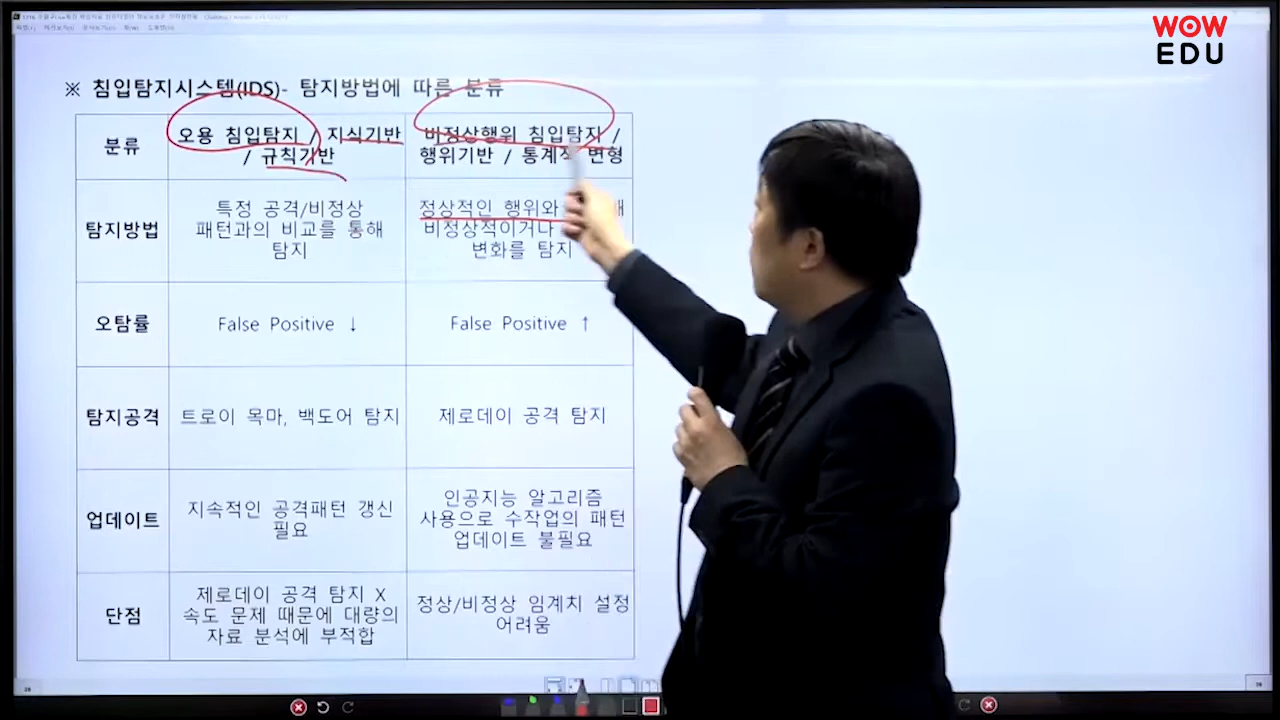 WOW
EDU
※ 침입탐지시스템(IDS)- 탐지방법에 따른 분류
분류
오용 침입탐지 / 지식기반
/ 규칙기반
비정상행위 침입탐지 /
행위기반 / 통계적 변형
탐지방법
특정 공격/비정상
패턴과의 비교를 통해
탐지
정상적인 행위와
비정상적이거나
변화를 탐지
오탐률
False Positive ↓
False Positive ↑
탐지공격
트로이 목마, 백도어 탐지
제로데이 공격 탐지
업데이트
지속적인 공격패턴 갱신
필요
인공지능 알고리즘
사용으로 수작업의 패턴
업데이트 불필요
단점
제로데이 공격 탐지 X
속도 문제 때문에 대량의
자료 분석에 부적합
정상/비정상 임계치 설정
어려움